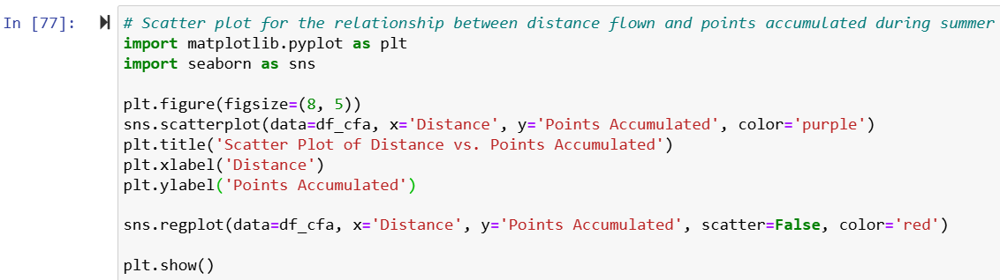 In [77]:
# Scatter plot for the relationship between distance flown and points accumulated during summer
import matplotlib.pyplot as plt
import seaborn as sns
plt.figure(figsize=(8, 5))
sns.scatterplot(data=df_cfa, x='Distance', y='Points Accumulated', color='purple')
plt.title('Scatter Plot of Distance vs. Points Accumulated')
plt.xlabel('Distance')
plt.ylabel('Points Accumulated')
sns.regplot(data=df_cfa, x='Distance', y='Points Accumulated', scatter=False, color='red')
plt.show()